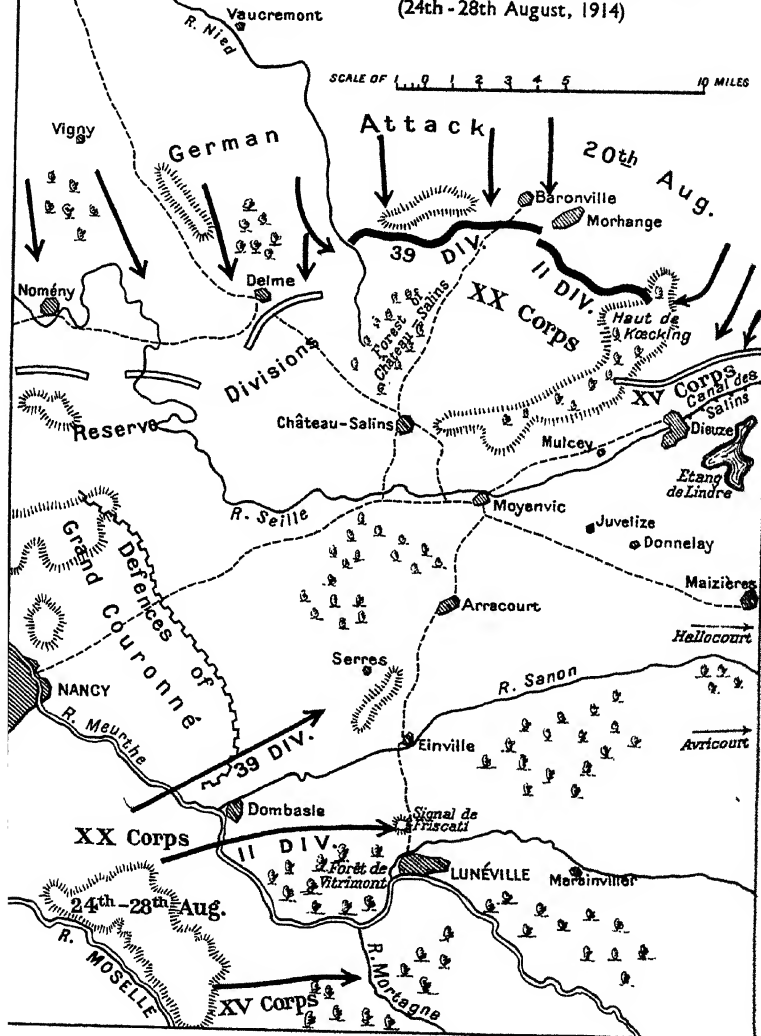 (24th-28th August, 1914)
Vaucremont
R. Nied
SCALE OF 1 0 1 2 3 4 5 10 MILES
Vigny
German
Attack
20th Aug.
Baronville
Morhange
39 DIV.
11 DIV.
Nomény
Delme
XX Corps
Forest of
Château-Salins
Haut de
Kœcking
Divisions
XV Corps
Canal des
Salins
Reserve
Château-Salins
Dieuze
Mulcey
Etang
de Lindre
R. Seille
Moyenvic
Juvelize
Donnelay
Defences of
Grand Couronné
Maizières
Arracourt
Hellocourt
Serres
NANCY
R. Sanon
R. Meurthe
39 DIV.
Einville
Avricourt
Dombasle
Signal de
Friscati
XX Corps
11 DIV.
Forêt de
Vitrimont
LUNÉVILLE
Marainviller
24th-28th Aug.
R. MOSELLE
R. Mortagne
XV Corps